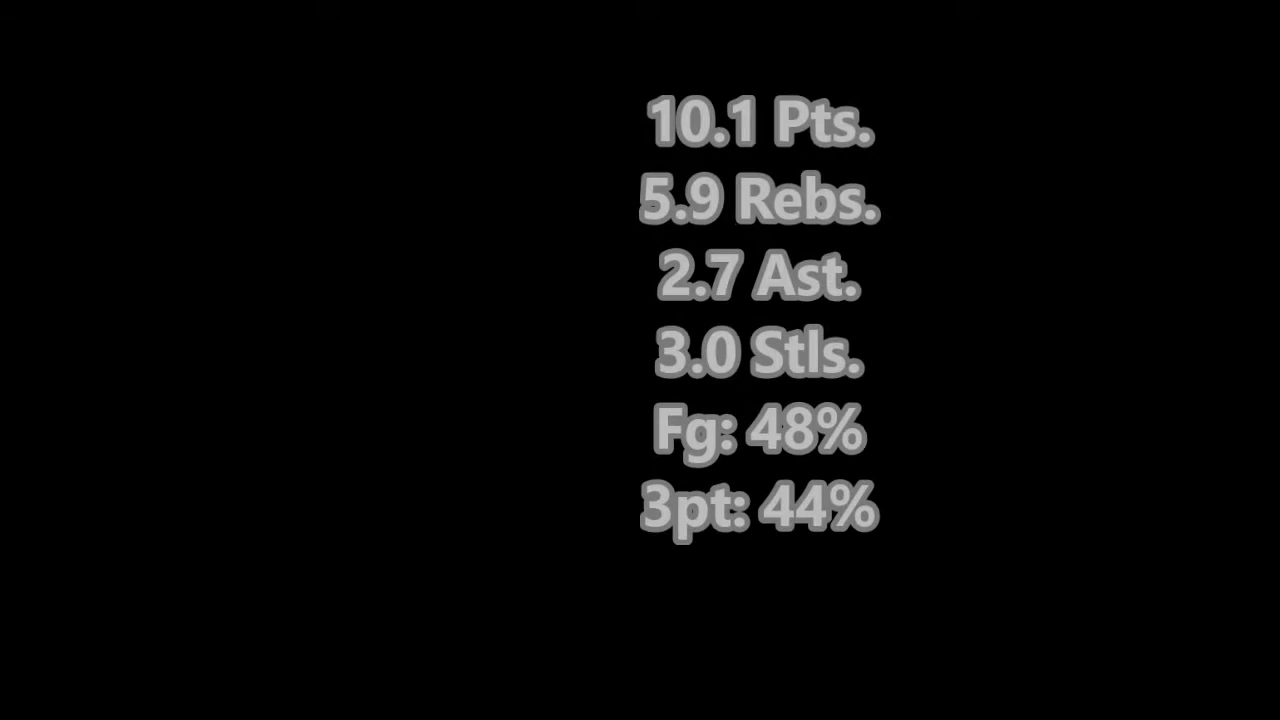 10.1 Pts.
5.9 Rebs.
2.7 Ast.
3.0 Stls.
Fg: 48%
3pt: 44%